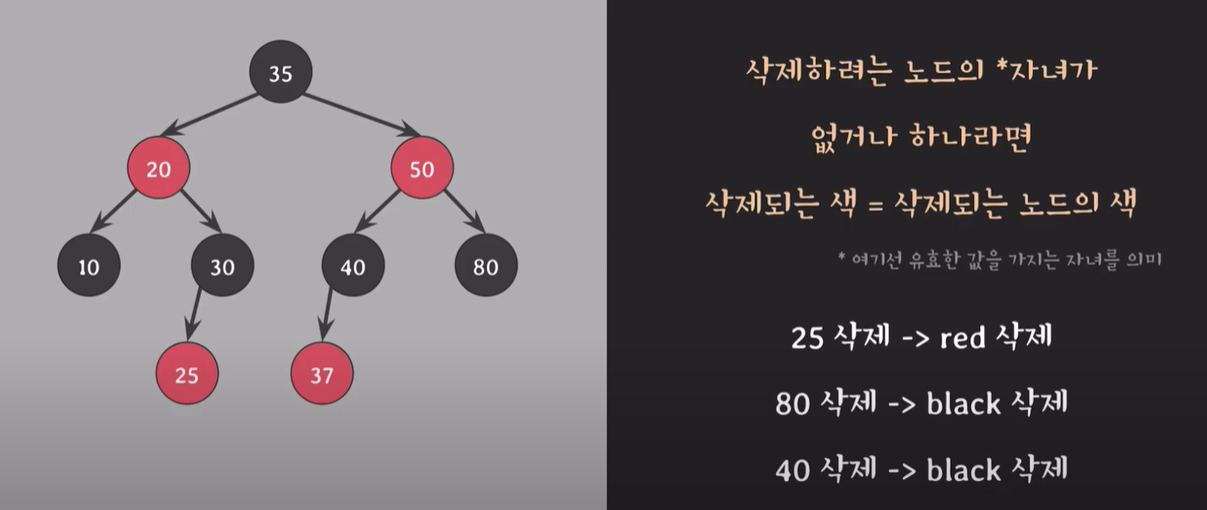 35
20
50
10
30
40
80
25
37
삭제하려는 노드의 *자녀가
없거나 하나라면
삭제되는 색 = 삭제되는 노드의 색
* 여기선 유효한 값을 가지는 자녀를 의미
25 삭제 -> red 삭제
80 삭제 -> black 삭제
40 삭제 -> black 삭제